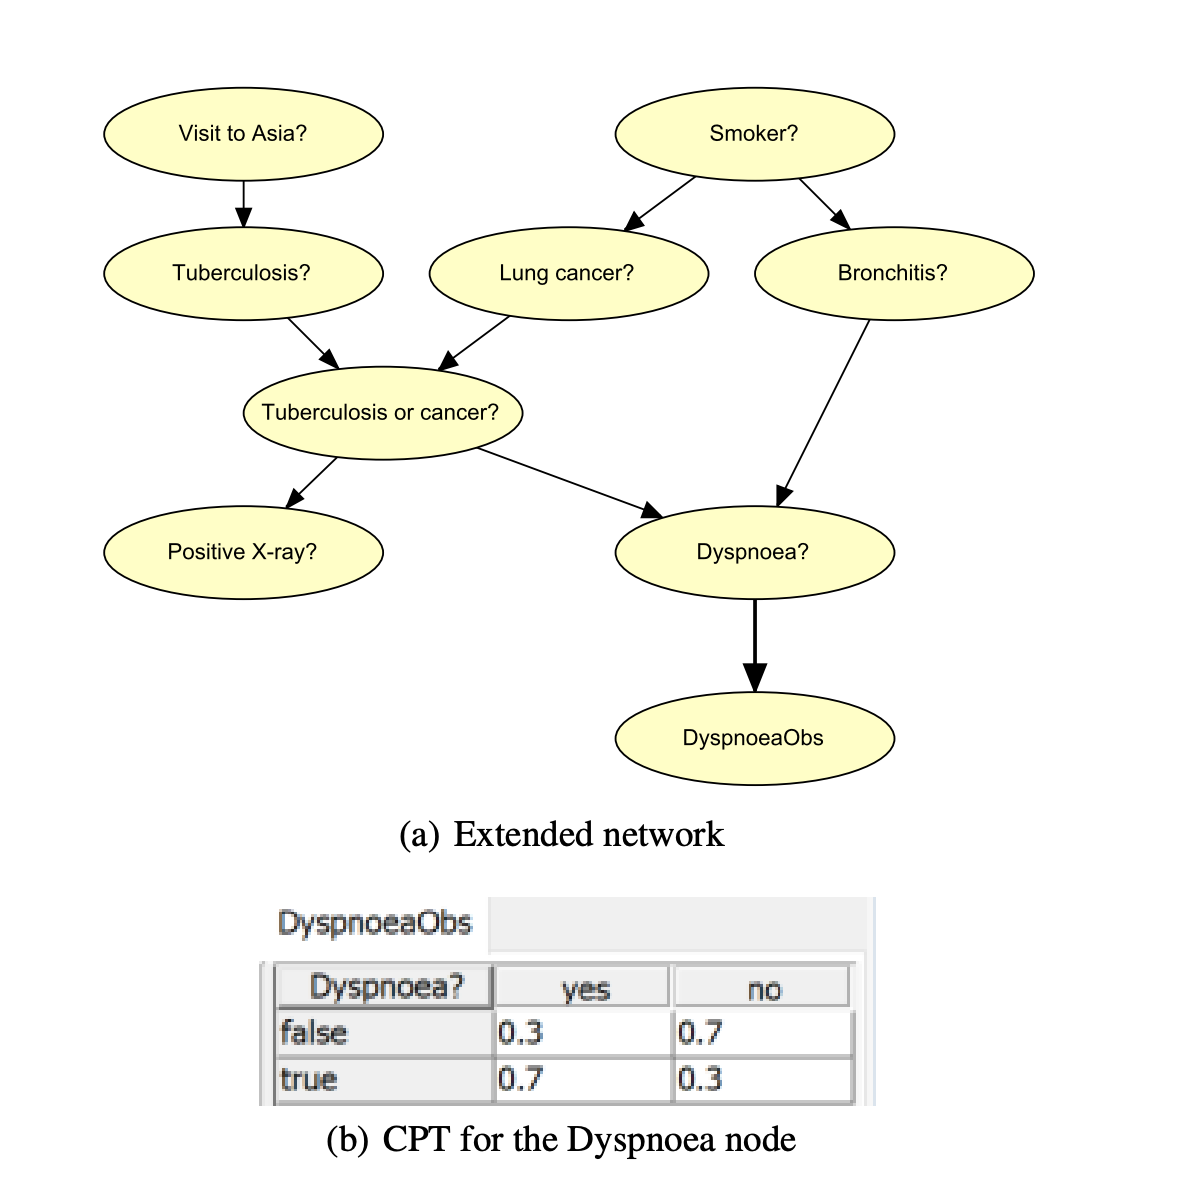 Visit to Asia?
Smoker?
Tuberculosis?
Lung cancer?
Bronchitis?
Tuberculosis or cancer?
Positive X-ray?
Dyspnoea?
DyspnoeaObs
(a) Extended network
DyspnoeaObs
Dyspnoea? yes no
false 0.3 0.7
true 0.7 0.3
(b) CPT for the Dyspnoea node